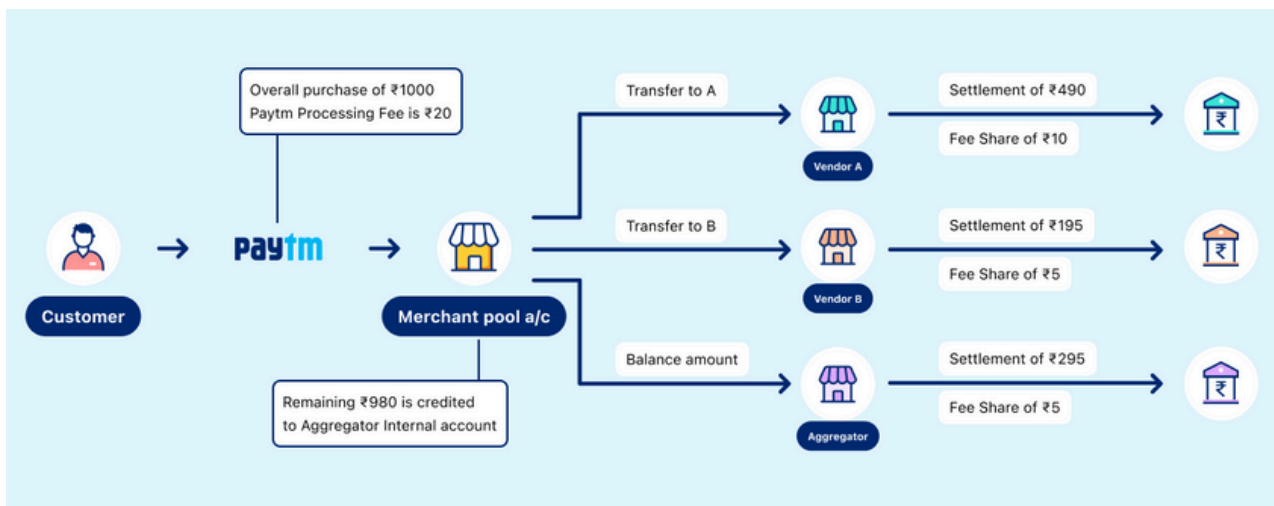 Overall purchase of ₹1000
Paytm Processing Fee is ₹20
paytm
Customer
Merchant pool a/c
Remaining ₹980 is credited
to Aggregator Internal account
Transfer to A
Vendor A
Settlement of ₹490
Fee Share of ₹10
₹
Transfer to B
Vendor B
Settlement of ₹195
Fee Share of ₹5
₹
Balance amount
Aggregator
Settlement of ₹295
Fee Share of ₹5
₹